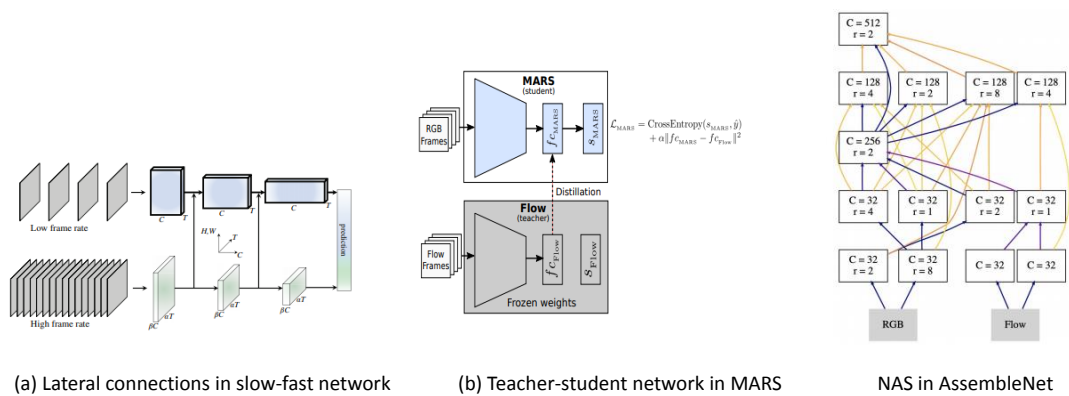 Low frame rate
High frame rate
C
T
C
T
C
T
H,W
T
C
αT
βC
αT
βC
αT
βC
prediction
(a) Lateral connections in slow-fast network
MARS
(student)
RGB
Frames
fc_MARS
s_MARS
L_MARS = CrossEntropy(s_MARS, ŷ)
+ α‖fc_MARS − fc_Flow‖²
Distillation
Flow
(teacher)
Flow
Frames
fc_Flow
s_Flow
Frozen weights
(b) Teacher-student network in MARS
C = 512
r = 2
C = 128
r = 4
C = 128
r = 2
C = 128
r = 8
C = 128
r = 4
C = 256
r = 2
C = 32
r = 4
C = 32
r = 1
C = 32
r = 2
C = 32
r = 1
C = 32
r = 2
C = 32
r = 8
C = 32
C = 32
RGB
Flow
NAS in AssembleNet